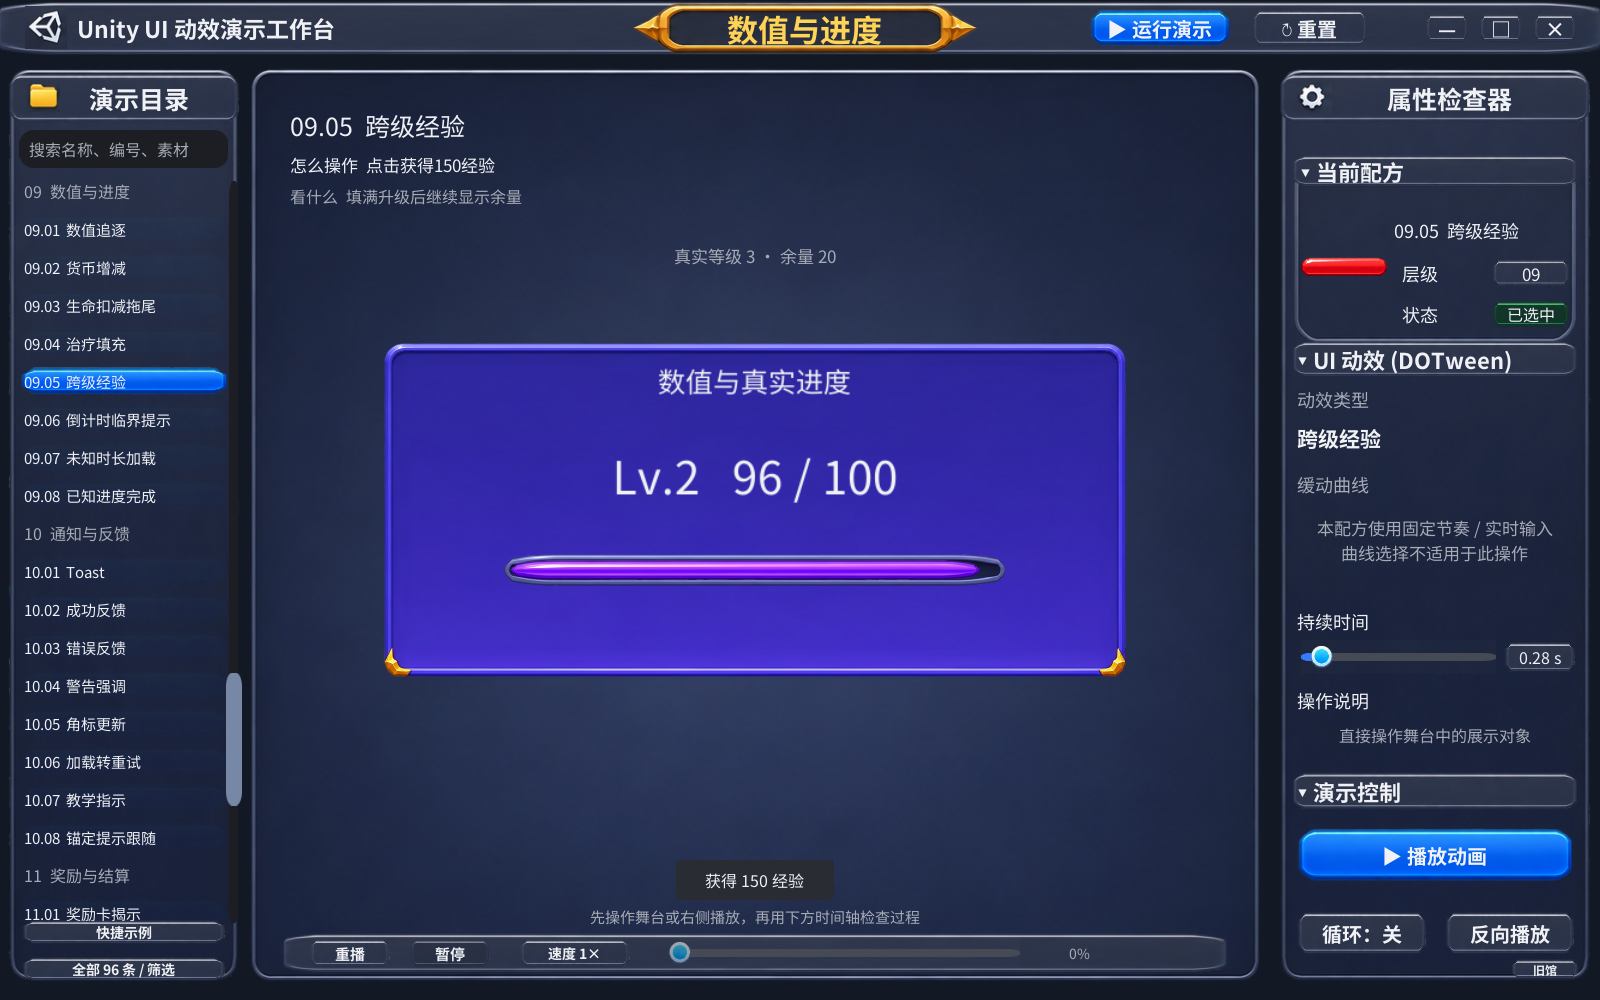 Unity UI 动效演示工作台
数值与进度
▶ 运行演示
↻ 重置
演示目录
搜索名称、编号、素材
09 数值与进度
09.01 数值追逐
09.02 货币增减
09.03 生命扣减拖尾
09.04 治疗填充
09.05 跨级经验
09.06 倒计时临界提示
09.07 未知时长加载
09.08 已知进度完成
10 通知与反馈
10.01 Toast
10.02 成功反馈
10.03 错误反馈
10.04 警告强调
10.05 角标更新
10.06 加载转重试
10.07 教学指示
10.08 锚定提示跟随
11 奖励与结算
11.01 奖励卡揭示
快捷示例
全部 96 条 / 筛选
09.05 跨级经验
怎么操作 点击获得150经验
看什么 填满升级后继续显示余量
真实等级 3 · 余量 20
数值与真实进度
Lv.2 96 / 100
获得 150 经验
先操作舞台或右侧播放，再用下方时间轴检查过程
重播
暂停
速度 1×
0%
属性检查器
▼ 当前配方
09.05 跨级经验
层级
09
状态
已选中
▼ UI 动效 (DOTween)
动效类型
跨级经验
缓动曲线
本配方使用固定节奏 / 实时输入
曲线选择不适用于此操作
持续时间
0.28 s
操作说明
直接操作舞台中的展示对象
▼ 演示控制
▶ 播放动画
循环：关
反向播放
旧馆